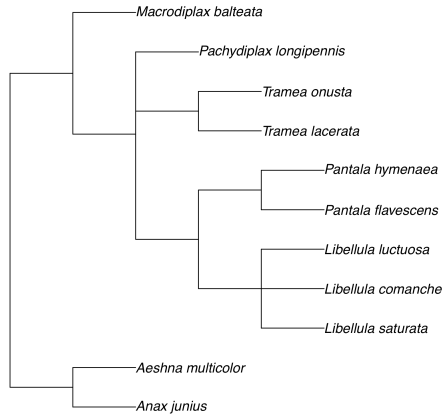 Macrodiplax balteata
Pachydiplax longipennis
Tramea onusta
Tramea lacerata
Pantala hymenaea
Pantala flavescens
Libellula luctuosa
Libellula comanche
Libellula saturata
Aeshna multicolor
Anax junius